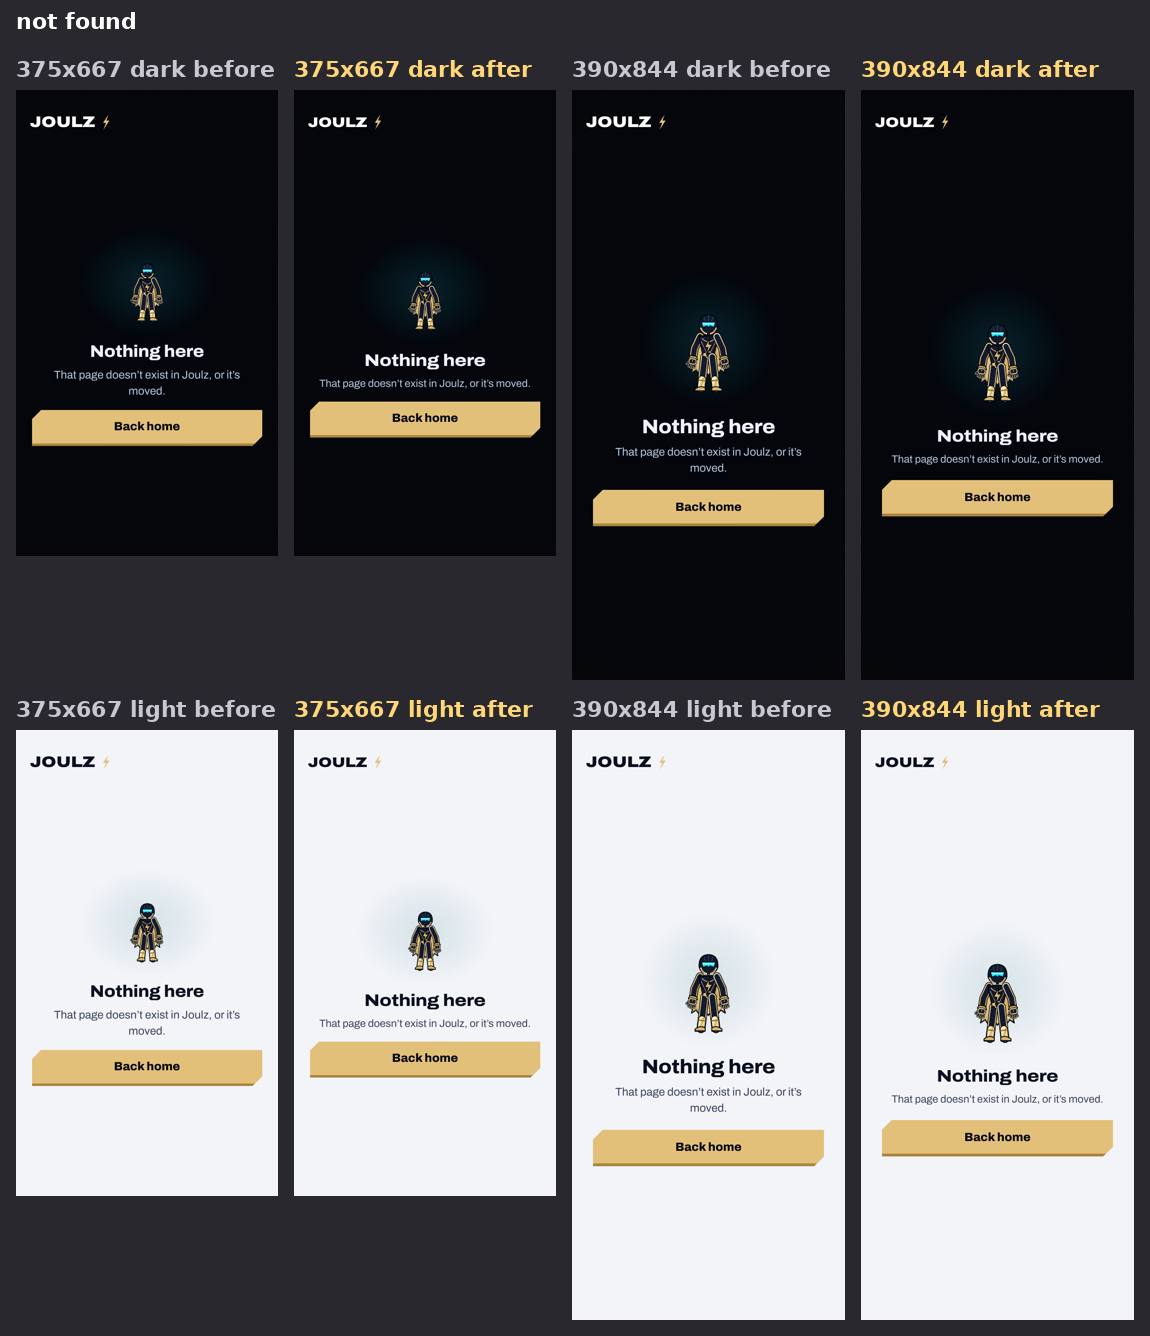 not found
375x667 dark before
JOULZ
Nothing here
That page doesn’t exist in Joulz, or it’s
moved.
Back home
375x667 dark after
JOULZ
Nothing here
That page doesn’t exist in Joulz, or it’s moved.
Back home
390x844 dark before
JOULZ
Nothing here
That page doesn’t exist in Joulz, or it’s
moved.
Back home
390x844 dark after
JOULZ
Nothing here
That page doesn’t exist in Joulz, or it’s moved.
Back home
375x667 light before
JOULZ
Nothing here
That page doesn’t exist in Joulz, or it’s
moved.
Back home
375x667 light after
JOULZ
Nothing here
That page doesn’t exist in Joulz, or it’s moved.
Back home
390x844 light before
JOULZ
Nothing here
That page doesn’t exist in Joulz, or it’s
moved.
Back home
390x844 light after
JOULZ
Nothing here
That page doesn’t exist in Joulz, or it’s moved.
Back home